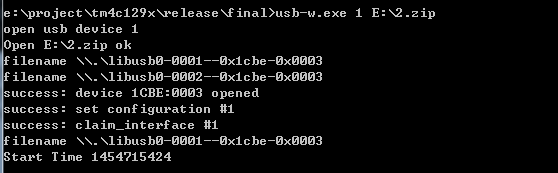 e:\project\tm4c129x\release\final>usb-w.exe 1 E:\2.zip
open usb device 1
Open E:\2.zip ok
filename \\.\libusb0-0001--0x1cbe-0x0003
filename \\.\libusb0-0002--0x1cbe-0x0003
success: device 1CBE:0003 opened
success: set configuration #1
success: claim_interface #1
filename \\.\libusb0-0001--0x1cbe-0x0003
Start Time 1454715424